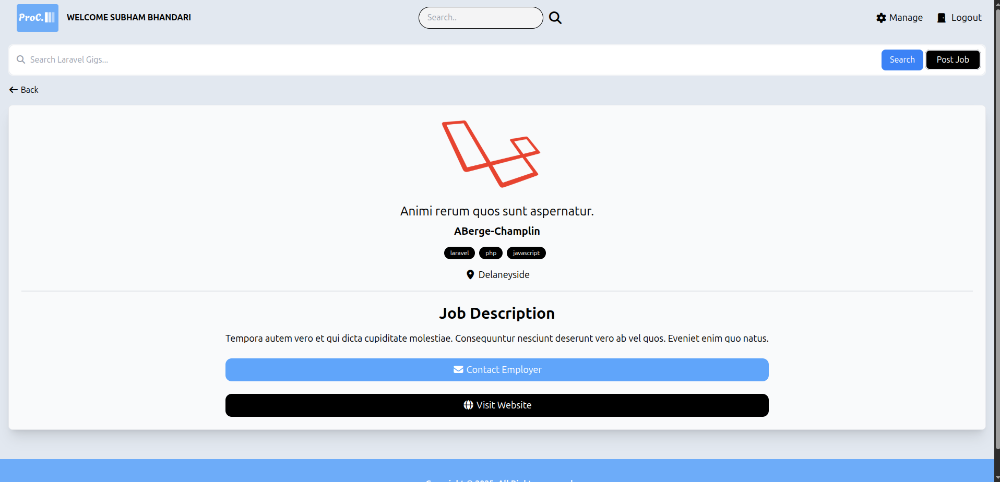 ProC.
WELCOME SUBHAM BHANDARI
Search..
Manage
Logout
Search Laravel Gigs...
Search
Post Job
Back
Animi rerum quos sunt aspernatur.
ABerge-Champlin
laravel php javascript
Delaneyside
Job Description
Tempora autem vero et qui dicta cupiditate molestiae. Consequuntur nesciunt deserunt vero ab vel quos. Eveniet enim quo natus.
Contact Employer
Visit Website